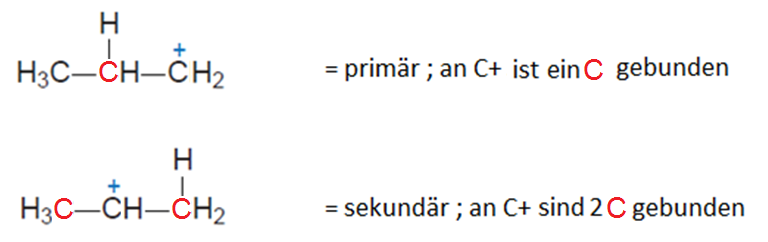 H
+
H₃C—CH—CH₂ = primär ; an C+ ist ein C gebunden
H
+
H₃C—CH—CH₂ = sekundär ; an C+ sind 2 C gebunden